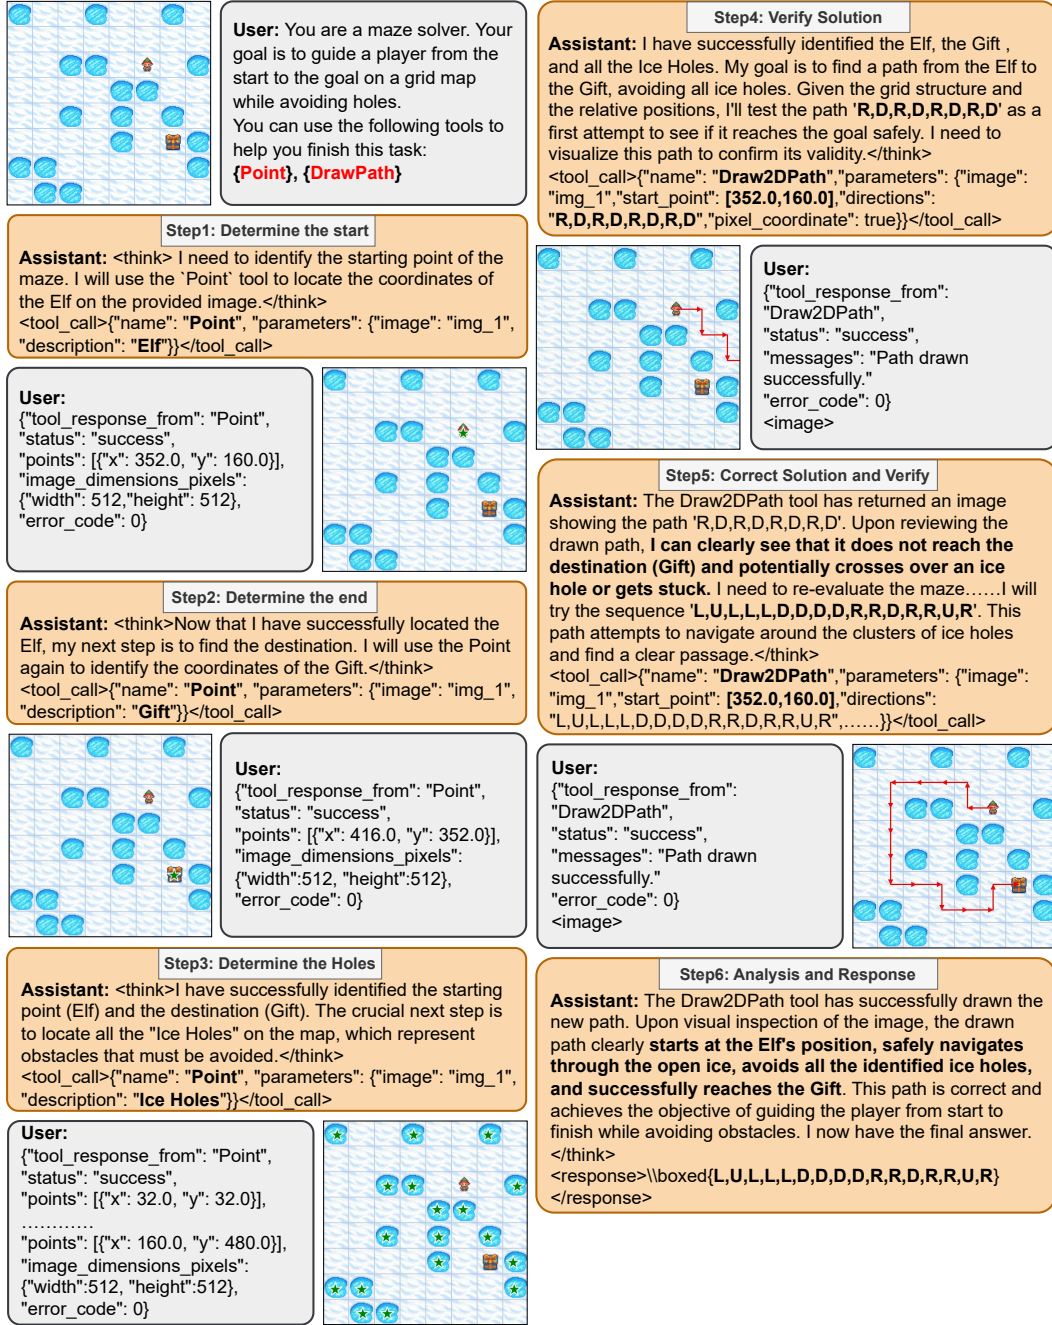 User: You are a maze solver. Your
goal is to guide a player from the
start to the goal on a grid map
while avoiding holes.
You can use the following tools to
help you finish this task:
{Point}, {DrawPath}
Step1: Determine the start
Assistant: <think> I need to identify the starting point of the
maze. I will use the `Point` tool to locate the coordinates of
the Elf on the provided image.</think>
<tool_call>{"name": "Point", "parameters": {"image": "img_1",
"description": "Elf"}}</tool_call>
User:
{"tool_response_from": "Point",
"status": "success",
"points": [{"x": 352.0, "y": 160.0}],
"image_dimensions_pixels":
{"width": 512,"height": 512},
"error_code": 0}
Step2: Determine the end
Assistant: <think>Now that I have successfully located the
Elf, my next step is to find the destination. I will use the Point
again to identify the coordinates of the Gift.</think>
<tool_call>{"name": "Point", "parameters": {"image": "img_1",
"description": "Gift"}}</tool_call>
User:
{"tool_response_from": "Point",
"status": "success",
"points": [{"x": 416.0, "y": 352.0}],
"image_dimensions_pixels":
{"width":512, "height":512},
"error_code": 0}
Step3: Determine the Holes
Assistant: <think>I have successfully identified the starting
point (Elf) and the destination (Gift). The crucial next step is
to locate all the "Ice Holes" on the map, which represent
obstacles that must be avoided.</think>
<tool_call>{"name": "Point", "parameters": {"image": "img_1",
"description": "Ice Holes"}}</tool_call>
User:
{"tool_response_from": "Point",
"status": "success",
"points": [{"x": 32.0, "y": 32.0}],
…………
"points": [{"x": 160.0, "y": 480.0}],
"image_dimensions_pixels":
{"width":512, "height":512},
"error_code": 0}
Step4: Verify Solution
Assistant: I have successfully identified the Elf, the Gift ,
and all the Ice Holes. My goal is to find a path from the Elf to
the Gift, avoiding all ice holes. Given the grid structure and
the relative positions, I'll test the path 'R,D,R,D,R,D,R,D' as a
first attempt to see if it reaches the goal safely. I need to
visualize this path to confirm its validity.</think>
<tool_call>{"name": "Draw2DPath","parameters": {"image":
"img_1","start_point": [352.0,160.0],"directions":
"R,D,R,D,R,D,R,D","pixel_coordinate": true}}</tool_call>
User:
{"tool_response_from":
"Draw2DPath",
"status": "success",
"messages": "Path drawn
successfully."
"error_code": 0}
<image>
Step5: Correct Solution and Verify
Assistant: The Draw2DPath tool has returned an image
showing the path 'R,D,R,D,R,D,R,D'. Upon reviewing the
drawn path, I can clearly see that it does not reach the
destination (Gift) and potentially crosses over an ice
hole or gets stuck. I need to re-evaluate the maze……I will
try the sequence 'L,U,L,L,L,D,D,D,D,R,R,D,R,R,U,R'. This
path attempts to navigate around the clusters of ice holes
and find a clear passage.</think>
<tool_call>{"name": "Draw2DPath","parameters": {"image":
"img_1","start_point": [352.0,160.0],"directions":
"L,U,L,L,L,D,D,D,D,R,R,D,R,R,U,R",……}}</tool_call>
User:
{"tool_response_from":
"Draw2DPath",
"status": "success",
"messages": "Path drawn
successfully."
"error_code": 0}
<image>
Step6: Analysis and Response
Assistant: The Draw2DPath tool has successfully drawn the
new path. Upon visual inspection of the image, the drawn
path clearly starts at the Elf's position, safely navigates
through the open ice, avoids all the identified ice holes,
and successfully reaches the Gift. This path is correct and
achieves the objective of guiding the player from start to
finish while avoiding obstacles. I now have the final answer.
</think>
<response>\\boxed{L,U,L,L,L,D,D,D,D,R,R,D,R,R,U,R}
</response>